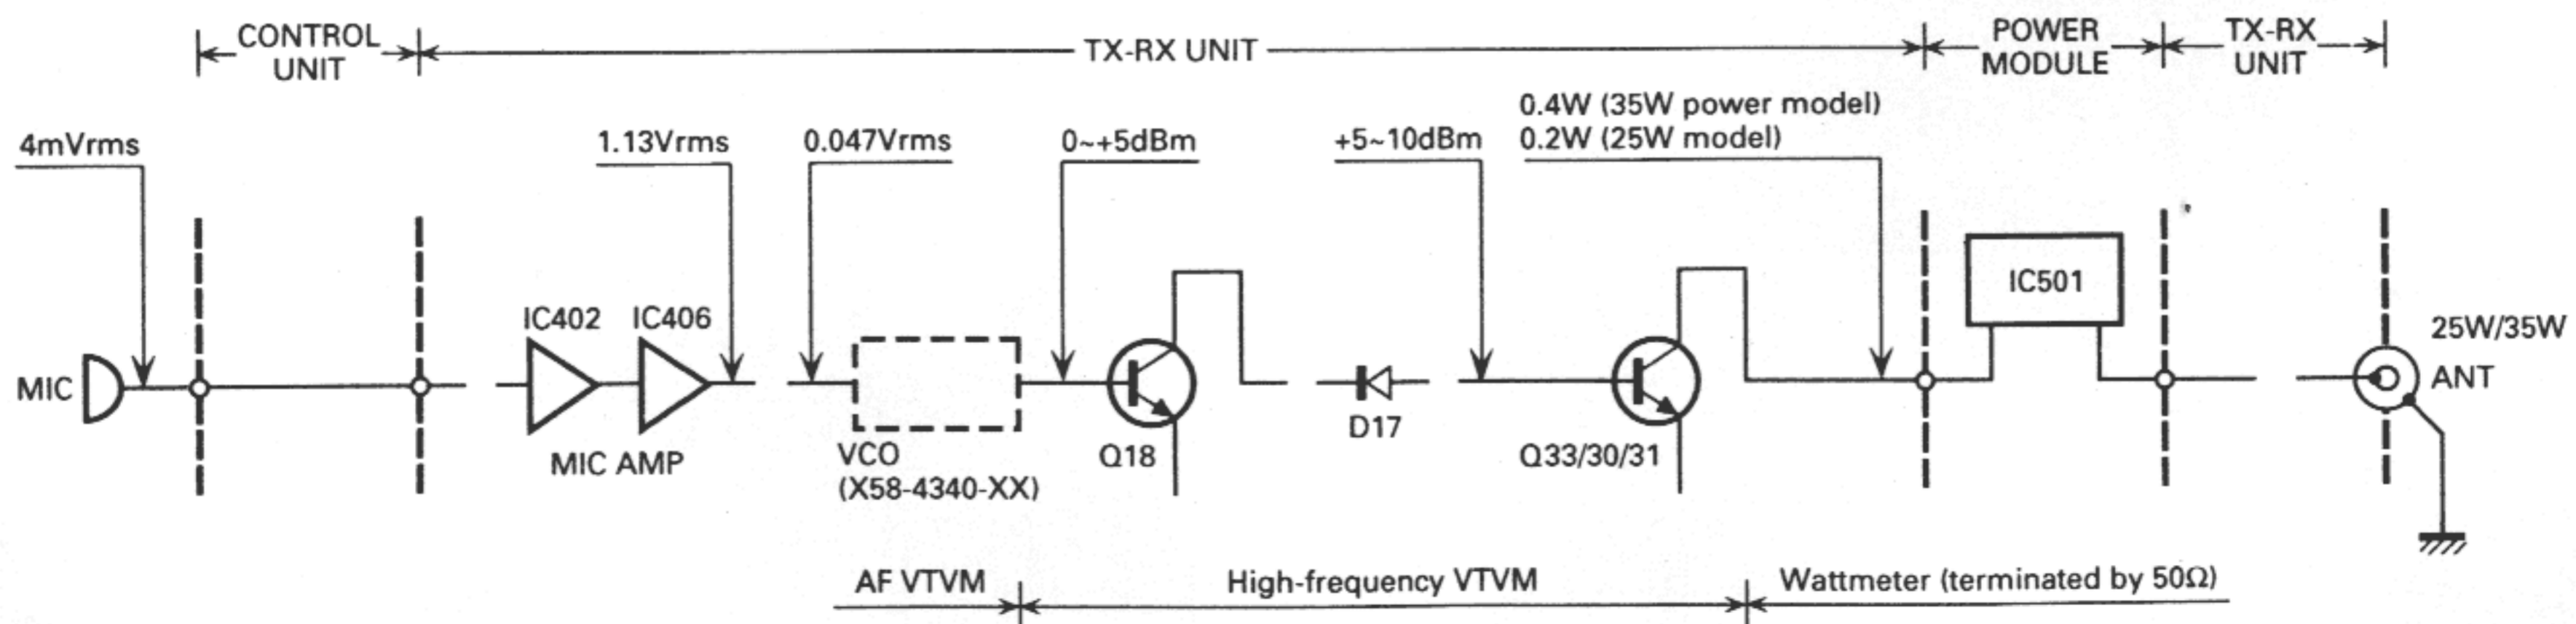 CONTROL
UNIT
TX-RX UNIT
POWER
MODULE
TX-RX
UNIT
4mVrms
1.13Vrms
0.047Vrms
0~+5dBm
+5~10dBm
0.4W (35W power model)
0.2W (25W model)
IC402
IC406
IC501
25W/35W
MIC
ANT
MIC AMP
VCO
(X58-4340-XX)
Q18
D17
Q33/30/31
AF VTVM
High-frequency VTVM
Wattmeter (terminated by 50Ω)